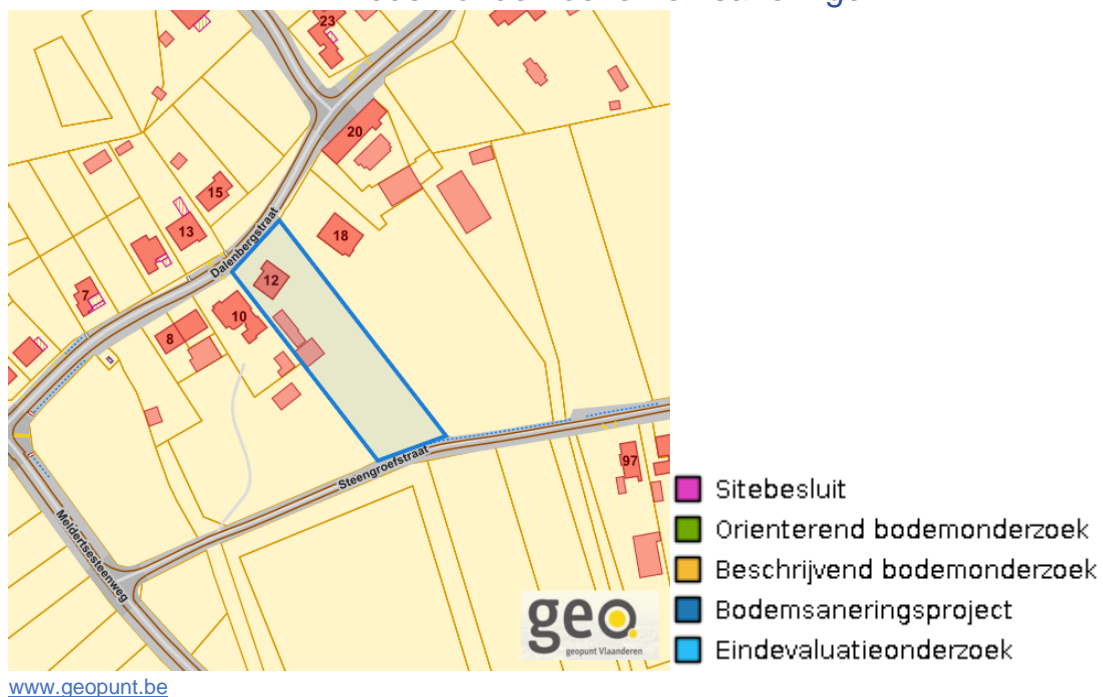 23
20
15
13
18
Dalenbergstraat
12
7
10
8
Steengroefstraat
97
Meldertsesteenweg
geo.
geopunt Vlaanderen
Sitebesluit
Orienterend bodemonderzoek
Beschrijvend bodemonderzoek
Bodemsaneringsproject
Eindevaluatieonderzoek
www.geopunt.be